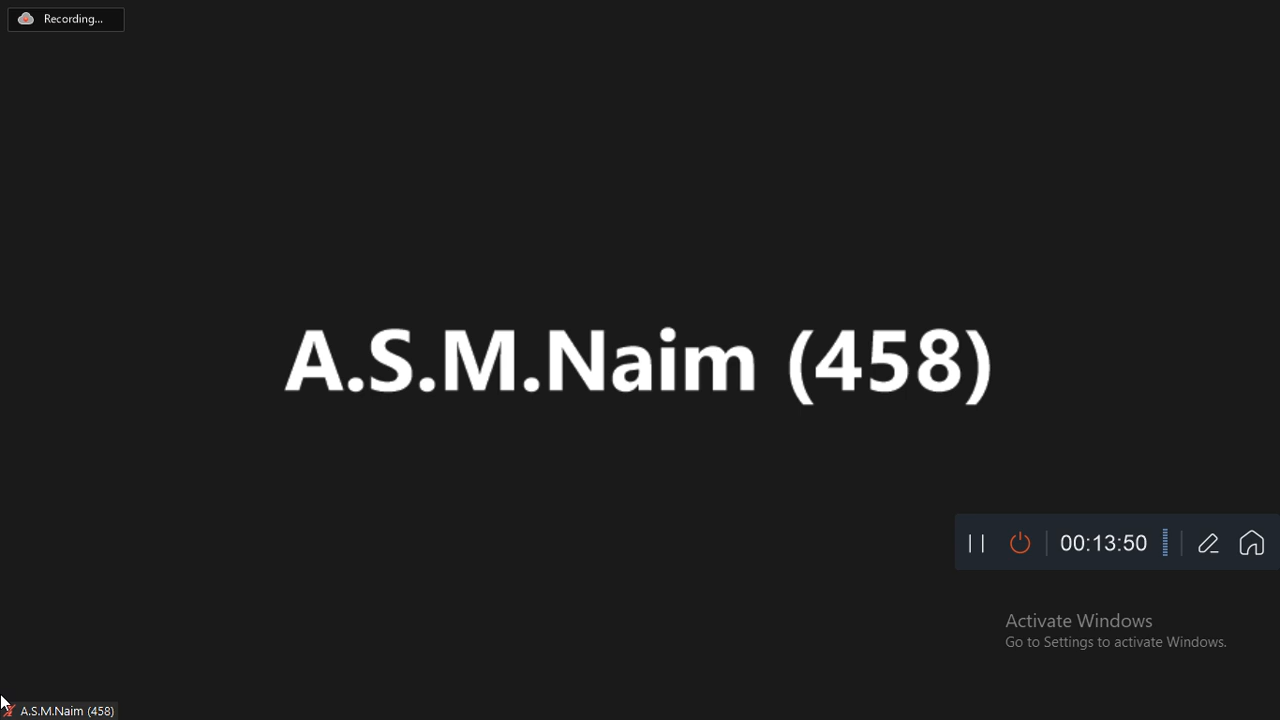 Recording...
A.S.M.Naim (458)
00:13:50
Activate Windows
Go to Settings to activate Windows.
A.S.M.Naim (458)